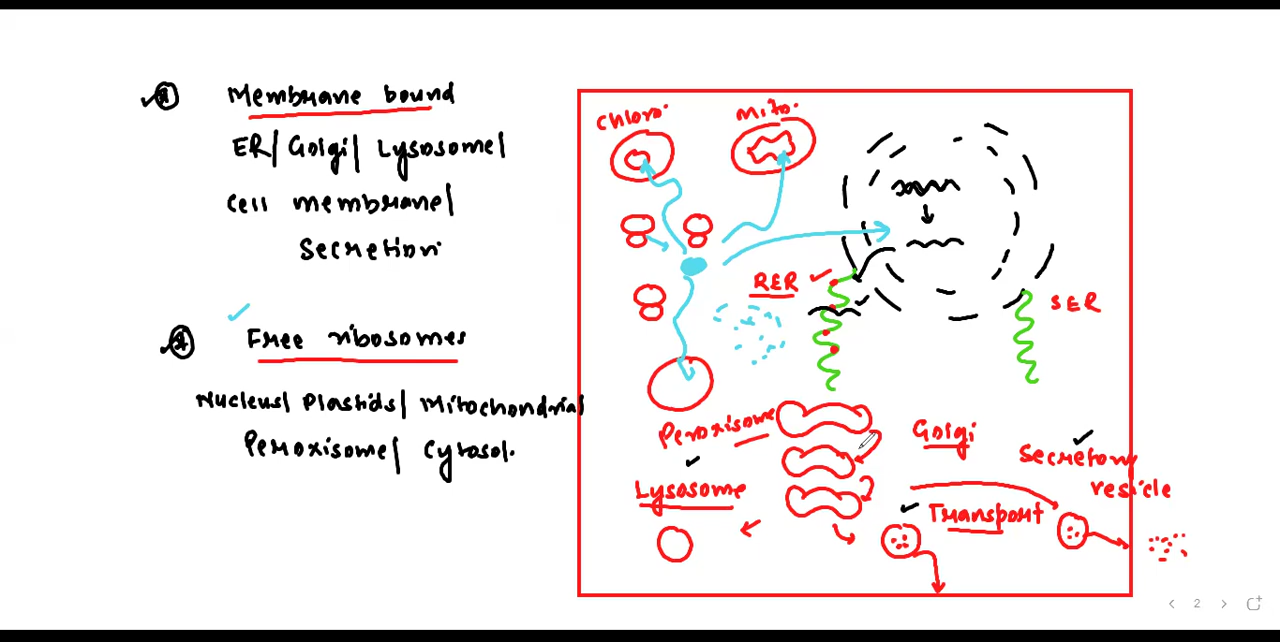 Membrane bound
ER/ Golgi/ Lysosome/
Cell membrane/
Secretion
Free ribosomes
Nucleus/ Plastids/ Mitochondria/
Peroxisome/ Cytosol.
Chloro.
Mito.
RER
SER
Peroxisome
Golgi
Secretory
vesicle
Lysosome
Transport
2